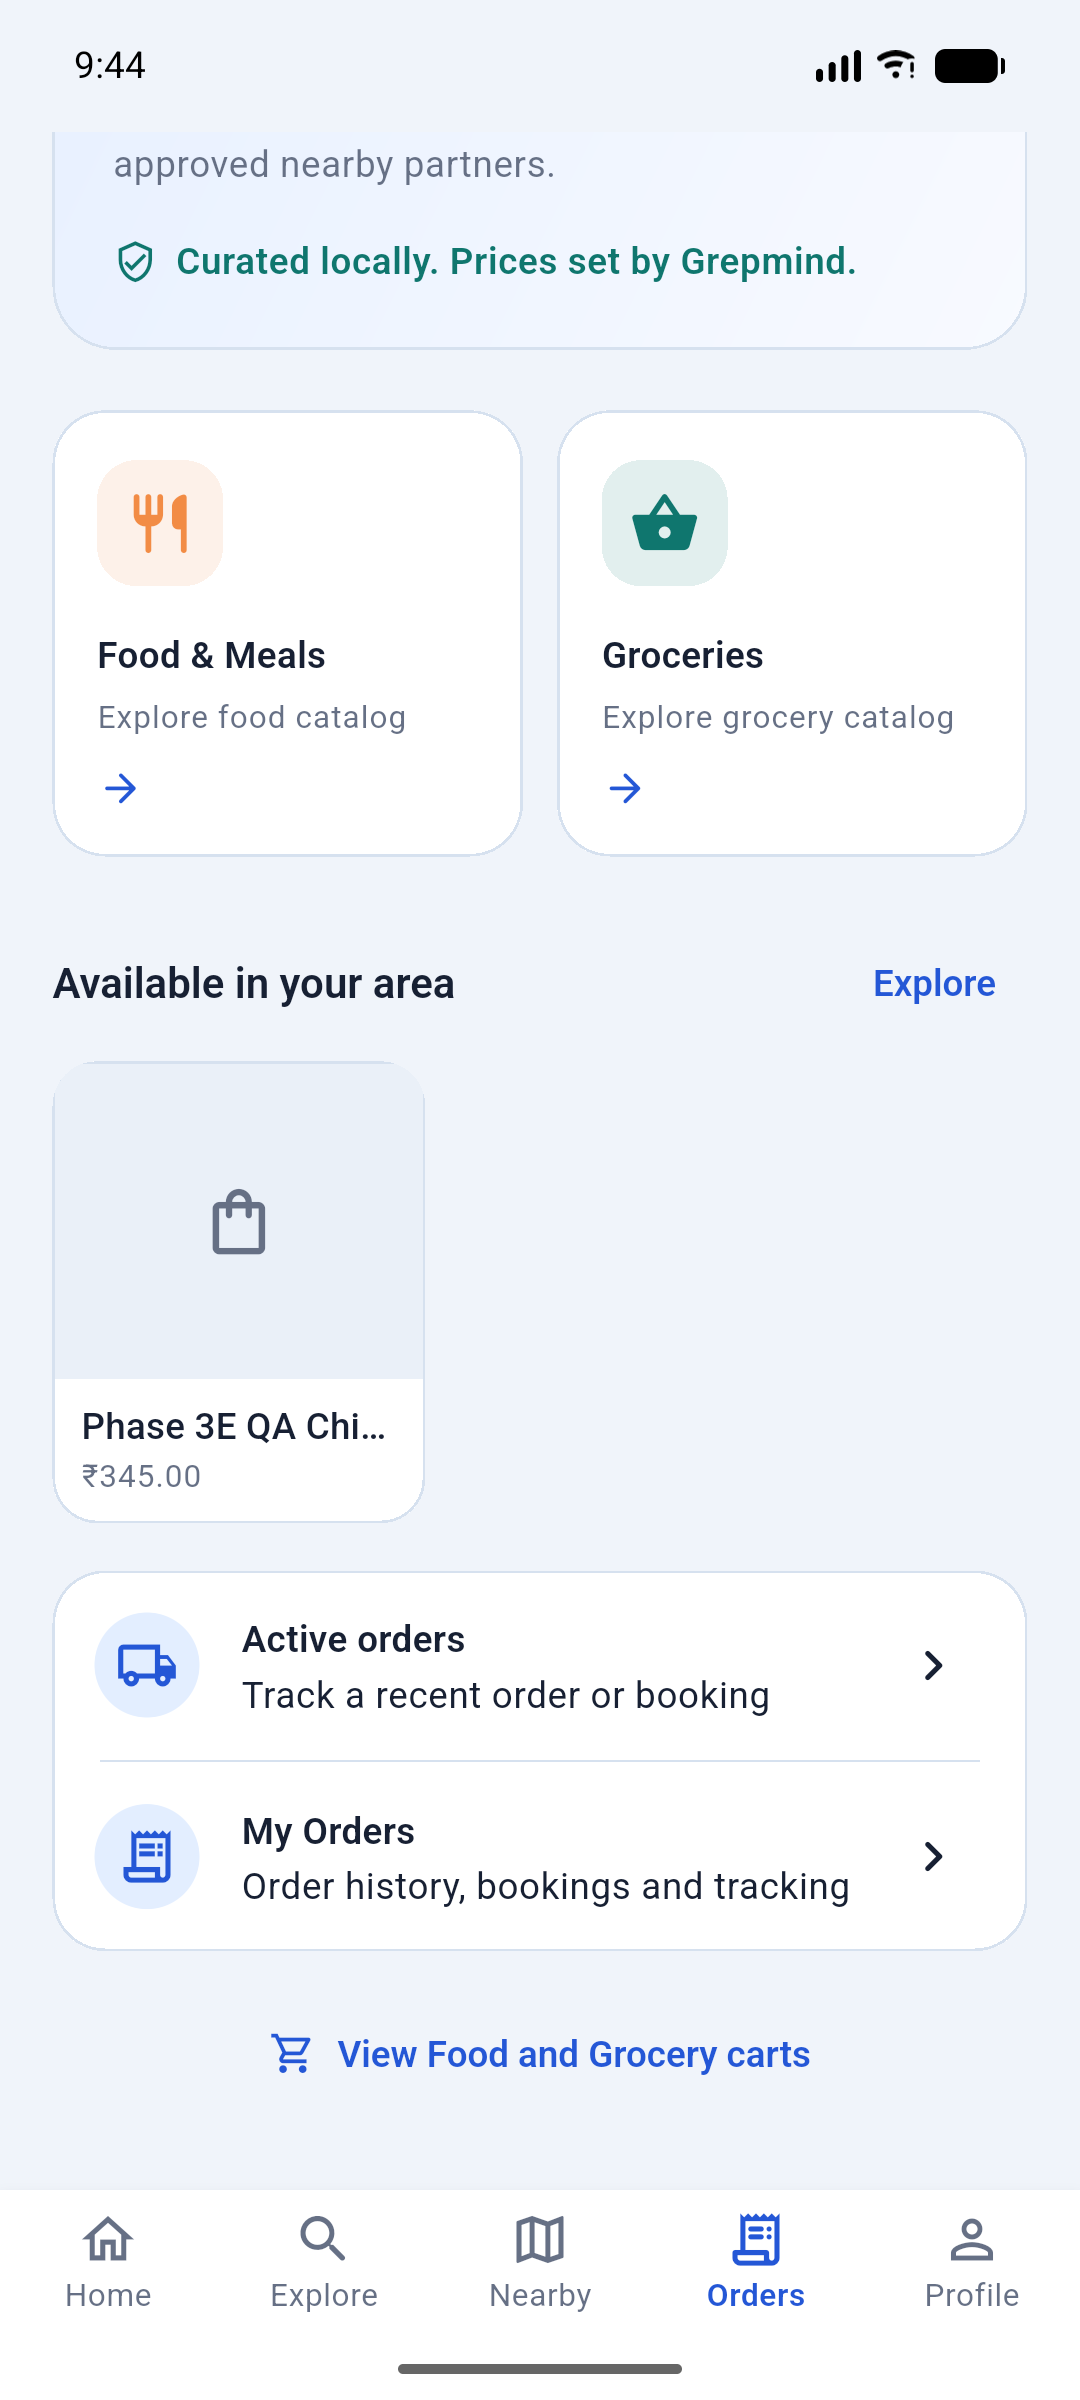 9:44
approved nearby partners.
Curated locally. Prices set by Grepmind.
Food & Meals
Explore food catalog
Groceries
Explore grocery catalog
Available in your area
Explore
Phase 3E QA Chi...
₹345.00
Active orders
Track a recent order or booking
My Orders
Order history, bookings and tracking
View Food and Grocery carts
Home
Explore
Nearby
Orders
Profile